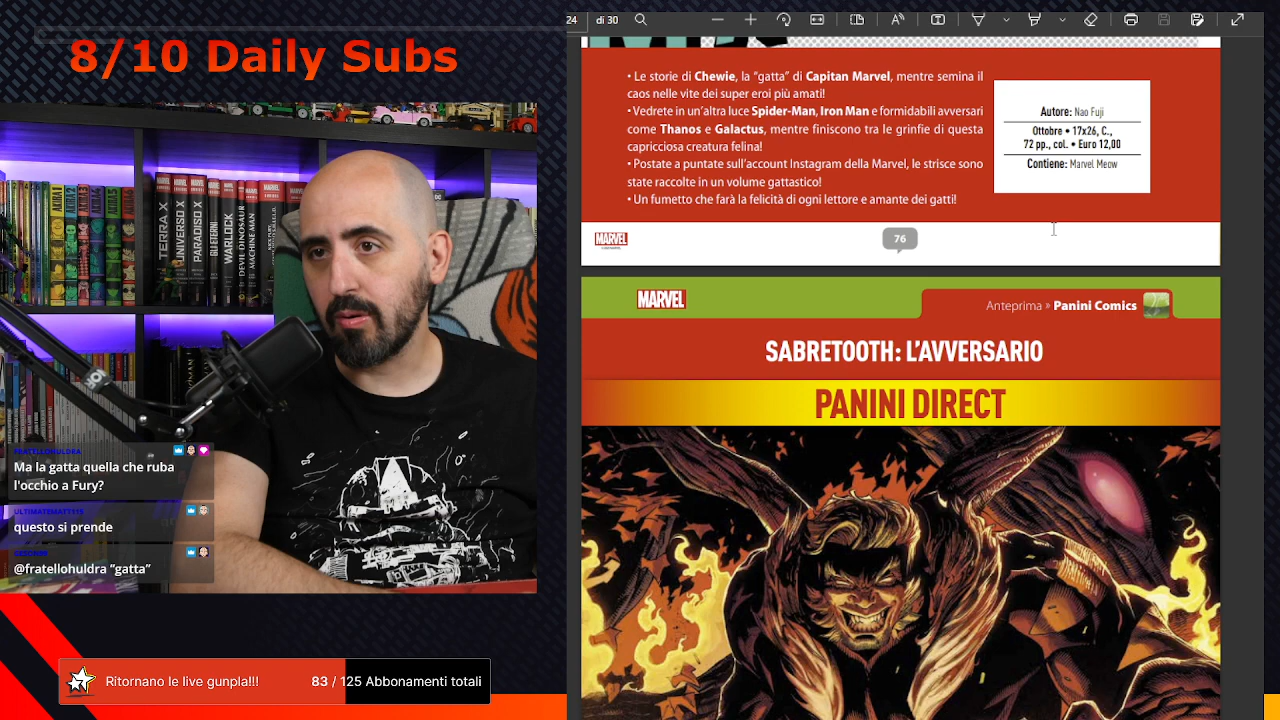 8/10 Daily Subs
TERRA X
UNIVERSO X
PARADISO X
GLI ETERNI
WARLOCK
DEVIL DINOSAUR
MACHINE MAN
FRATELLOHULDRA
Ma la gatta quella che ruba
l'occhio a Fury?
questo si prende
@fratellohuldra "gatta"
Ritornano le live gunpla!!! 83 / 125 Abbonamenti totali
24 di 30
• Le storie di Chewie, la "gatta" di Capitan Marvel, mentre semina il
caos nelle vite dei super eroi più amati!
• Vedrete in un'altra luce Spider-Man, Iron Man e formidabili avversari
come Thanos e Galactus, mentre finiscono tra le grinfie di questa
capricciosa creatura felina!
• Postate a puntate sull'account Instagram della Marvel, le strisce sono
state raccolte in un volume gattastico!
• Un fumetto che farà la felicità di ogni lettore e amante dei gatti!
Autore: Nao Fuji
Ottobre • 17x26, C.,
72 pp., col. • Euro 12,00
Contiene: Marvel Meow
MARVEL
76
MARVEL
Anteprima » Panini Comics
SABRETOOTH: L'AVVERSARIO
PANINI DIRECT